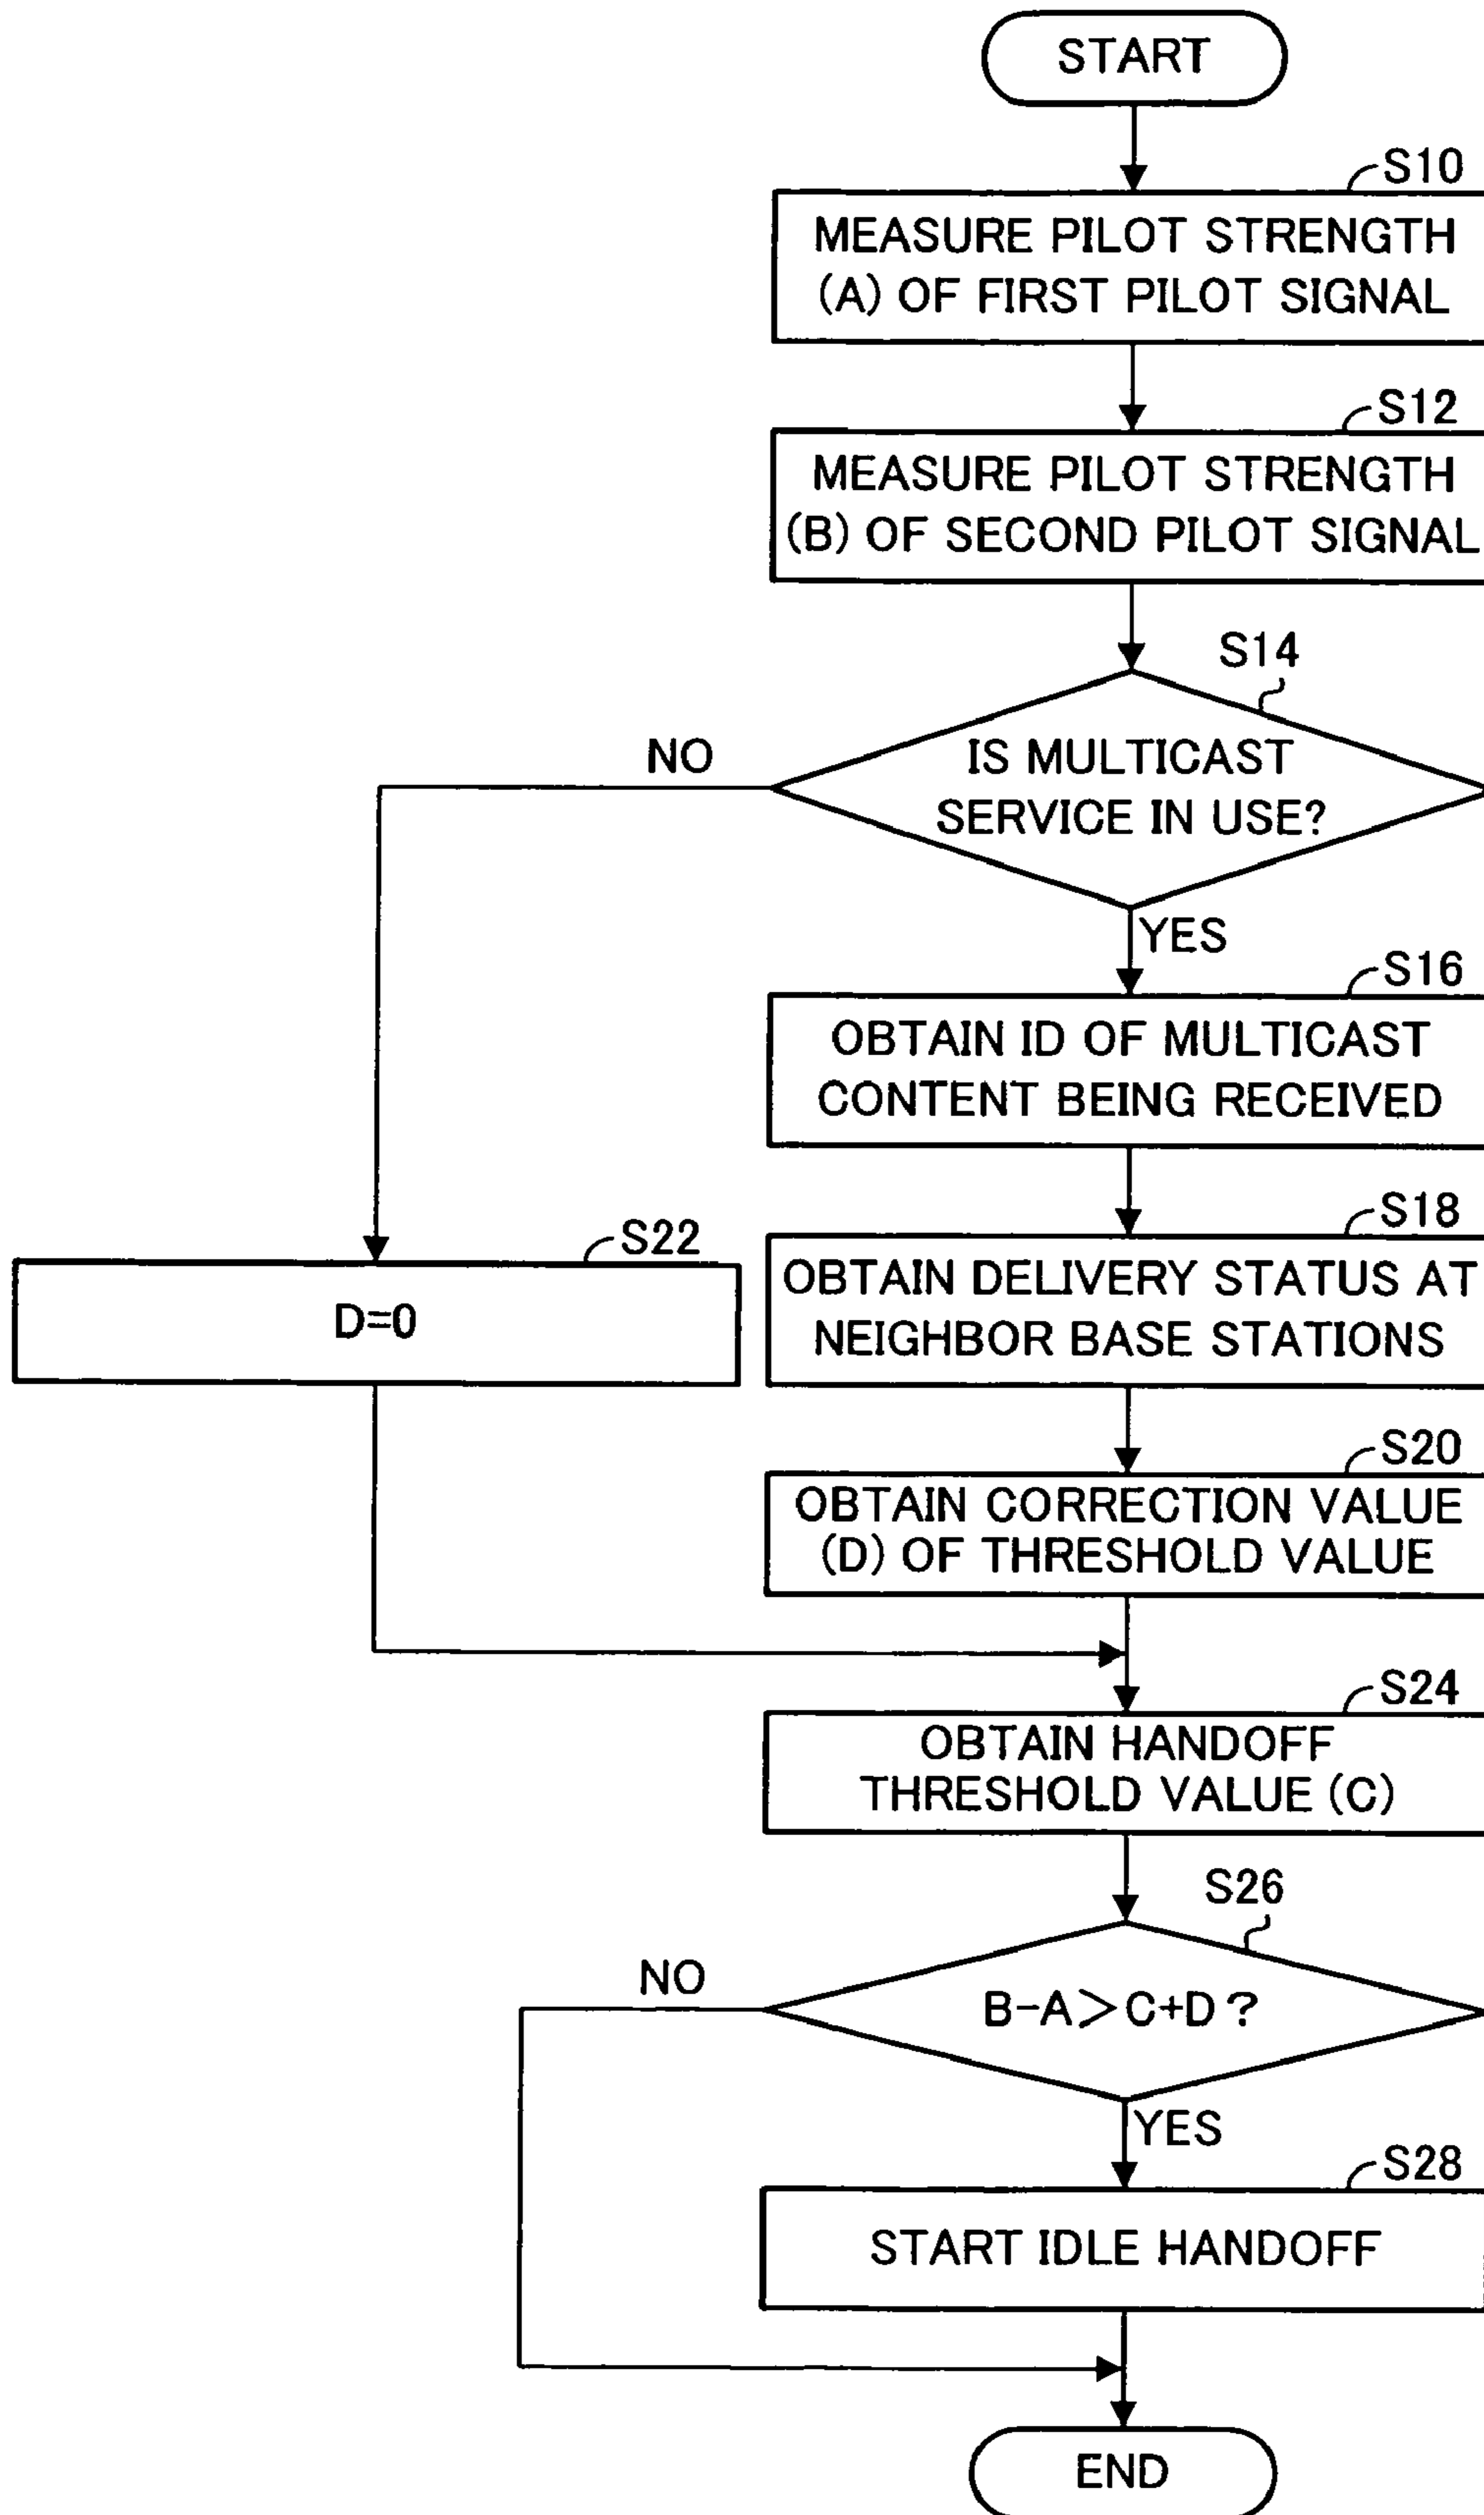 START
S10
MEASURE PILOT STRENGTH
(A) OF FIRST PILOT SIGNAL
S12
MEASURE PILOT STRENGTH
(B) OF SECOND PILOT SIGNAL
S14
NO
IS MULTICAST
SERVICE IN USE?
YES
S16
OBTAIN ID OF MULTICAST
CONTENT BEING RECEIVED
S18
OBTAIN DELIVERY STATUS AT
NEIGHBOR BASE STATIONS
S22
D=0
S20
OBTAIN CORRECTION VALUE
(D) OF THRESHOLD VALUE
S24
OBTAIN HANDOFF
THRESHOLD VALUE (C)
S26
NO
B-A>C+D?
YES
S28
START IDLE HANDOFF
END